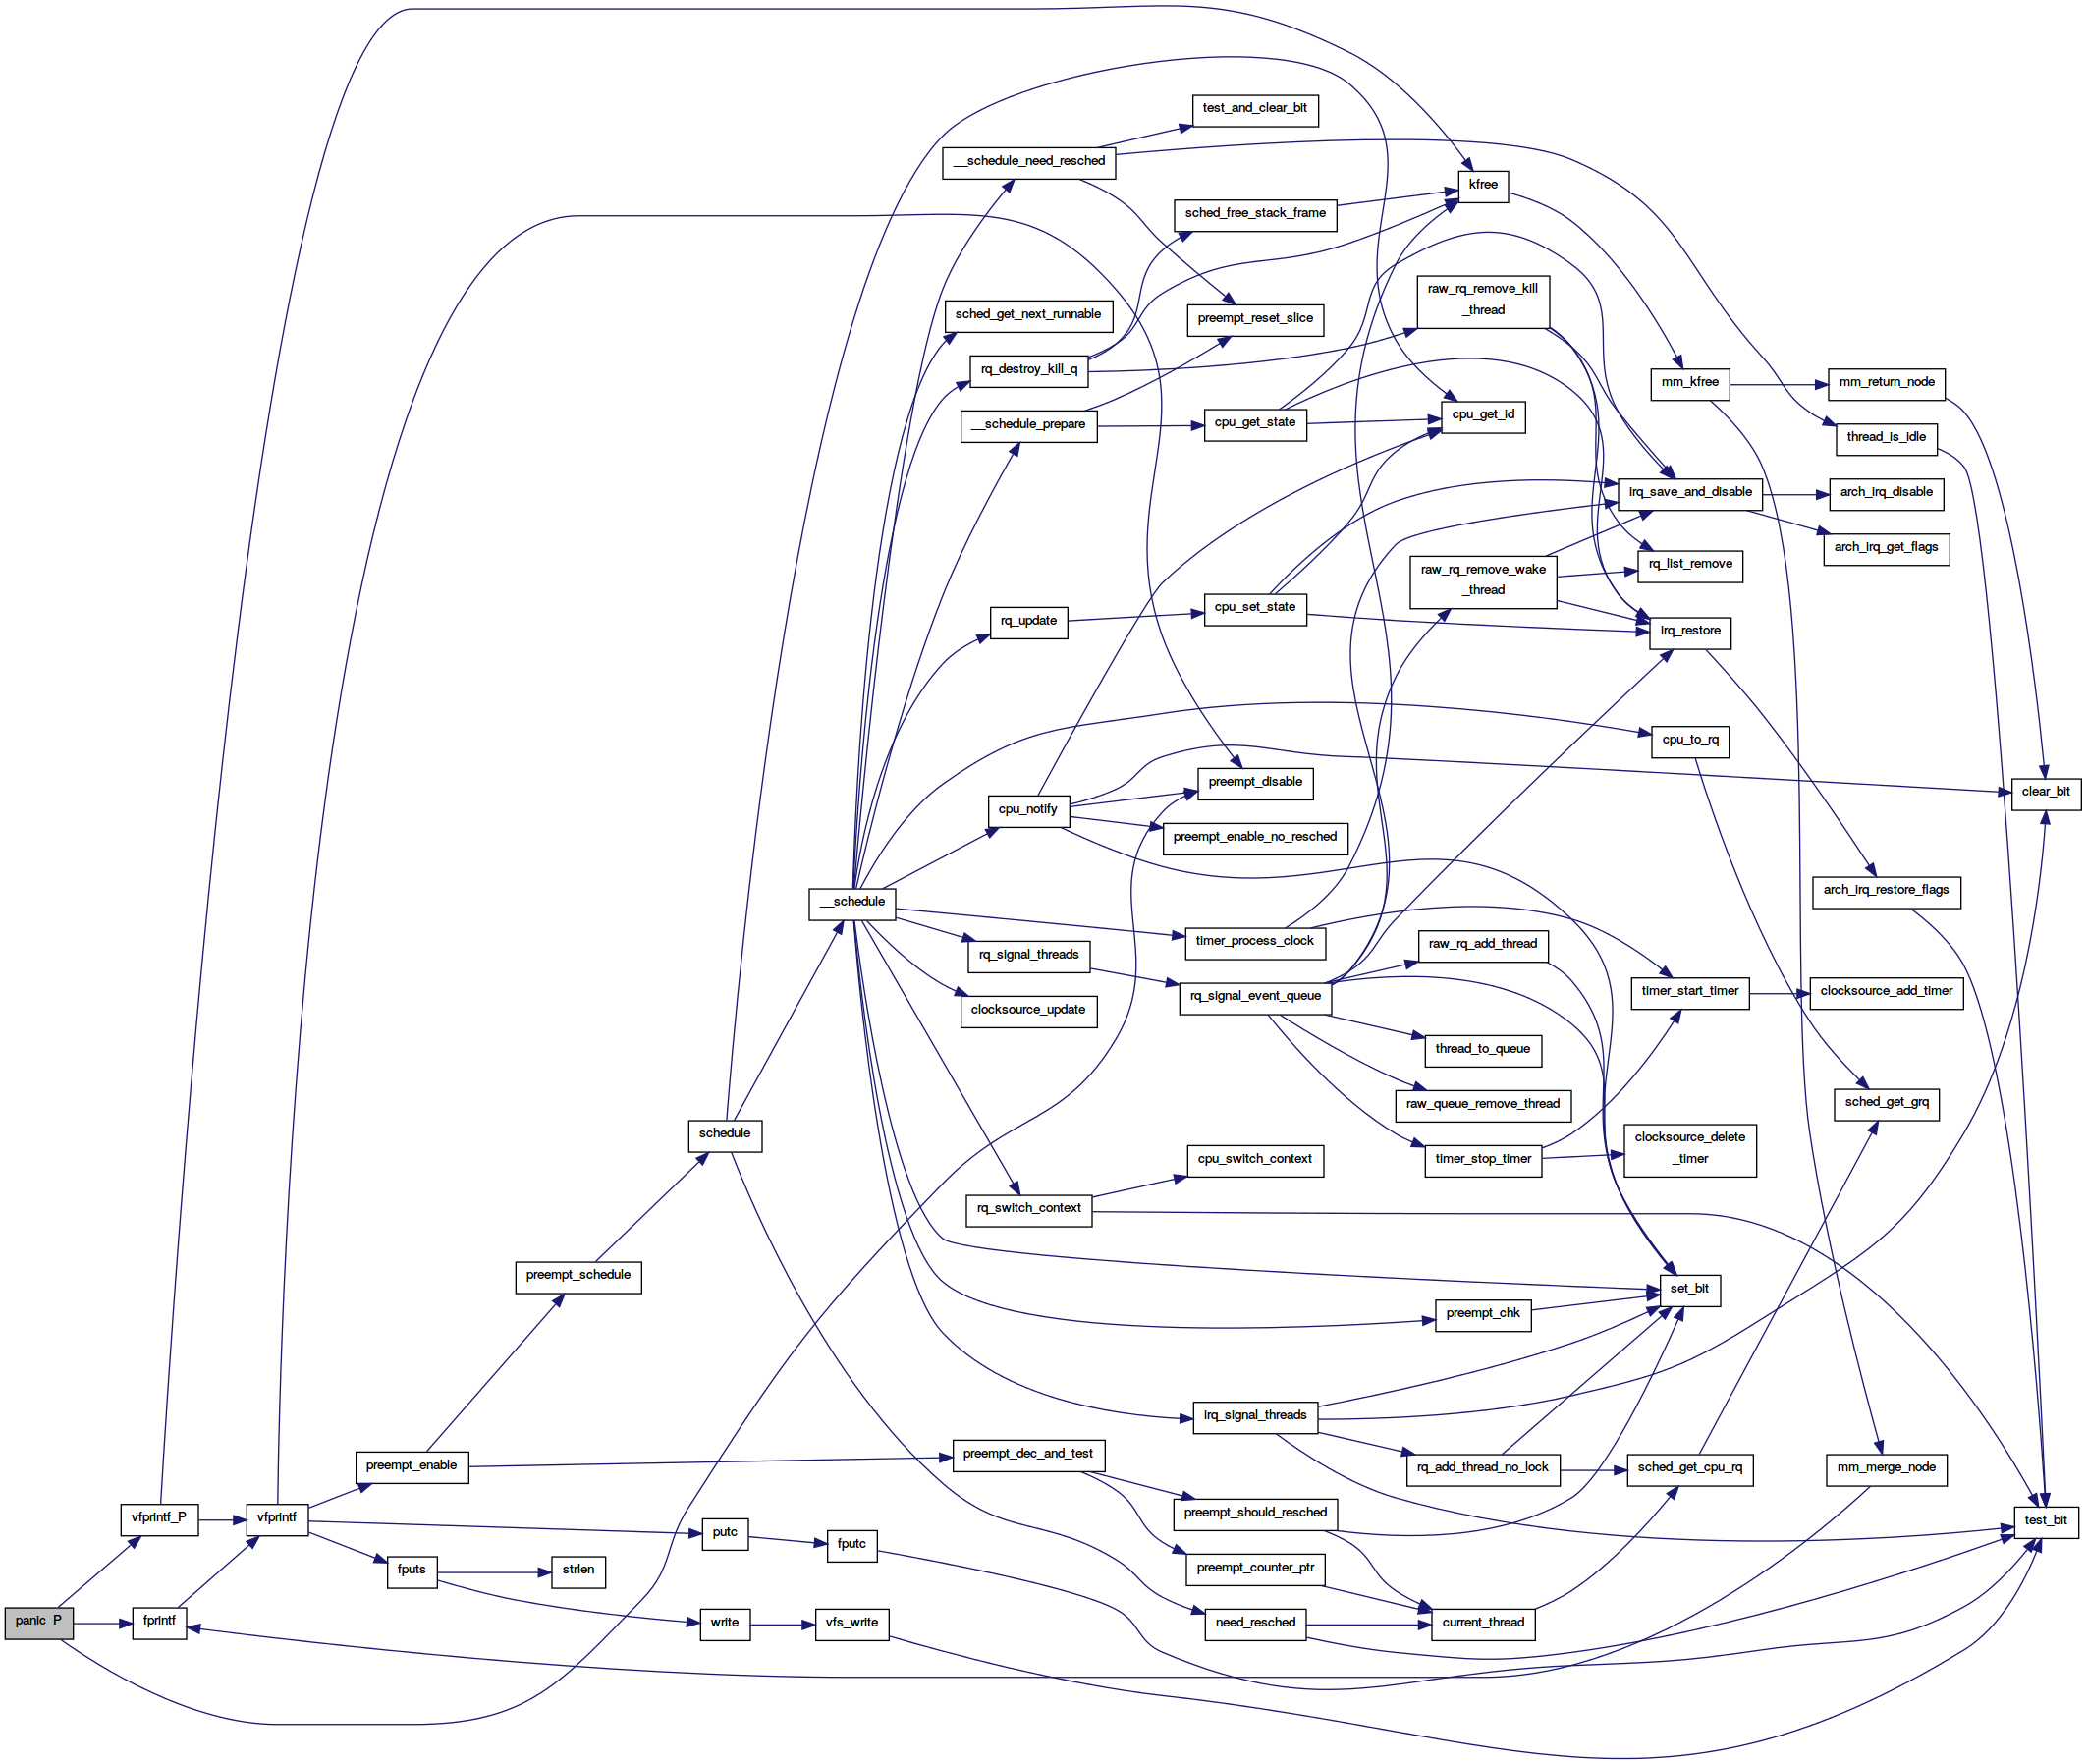 test_and_clear_bit
__schedule_need_resched
kfree
sched_free_stack_frame
raw_rq_remove_kill
_thread
sched_get_next_runnable
preempt_reset_slice
rq_destroy_kill_q
mm_kfree
mm_return_node
cpu_get_id
__schedule_prepare
cpu_get_state
thread_is_idle
irq_save_and_disable
arch_irq_disable
arch_irq_get_flags
rq_list_remove
raw_rq_remove_wake
_thread
cpu_set_state
rq_update
irq_restore
cpu_to_rq
preempt_disable
clear_bit
cpu_notify
preempt_enable_no_resched
__schedule
arch_irq_restore_flags
timer_process_clock
raw_rq_add_thread
rq_signal_threads
rq_signal_event_queue
timer_start_timer
clocksource_add_timer
clocksource_update
thread_to_queue
raw_queue_remove_thread
sched_get_grq
schedule
timer_stop_timer
clocksource_delete
_timer
cpu_switch_context
rq_switch_context
preempt_schedule
set_bit
preempt_chk
irq_signal_threads
preempt_enable
preempt_dec_and_test
rq_add_thread_no_lock
sched_get_cpu_rq
mm_merge_node
vfprintf_P
vfprintf
preempt_should_resched
test_bit
putc
fputc
fputs
strlen
preempt_counter_ptr
panic_P
fprintf
write
vfs_write
need_resched
current_thread